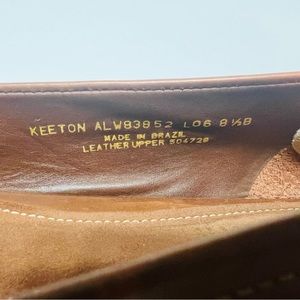 KEETON ALW83852 L06 8½B
MADE IN BRAZIL
LEATHER UPPER 504728